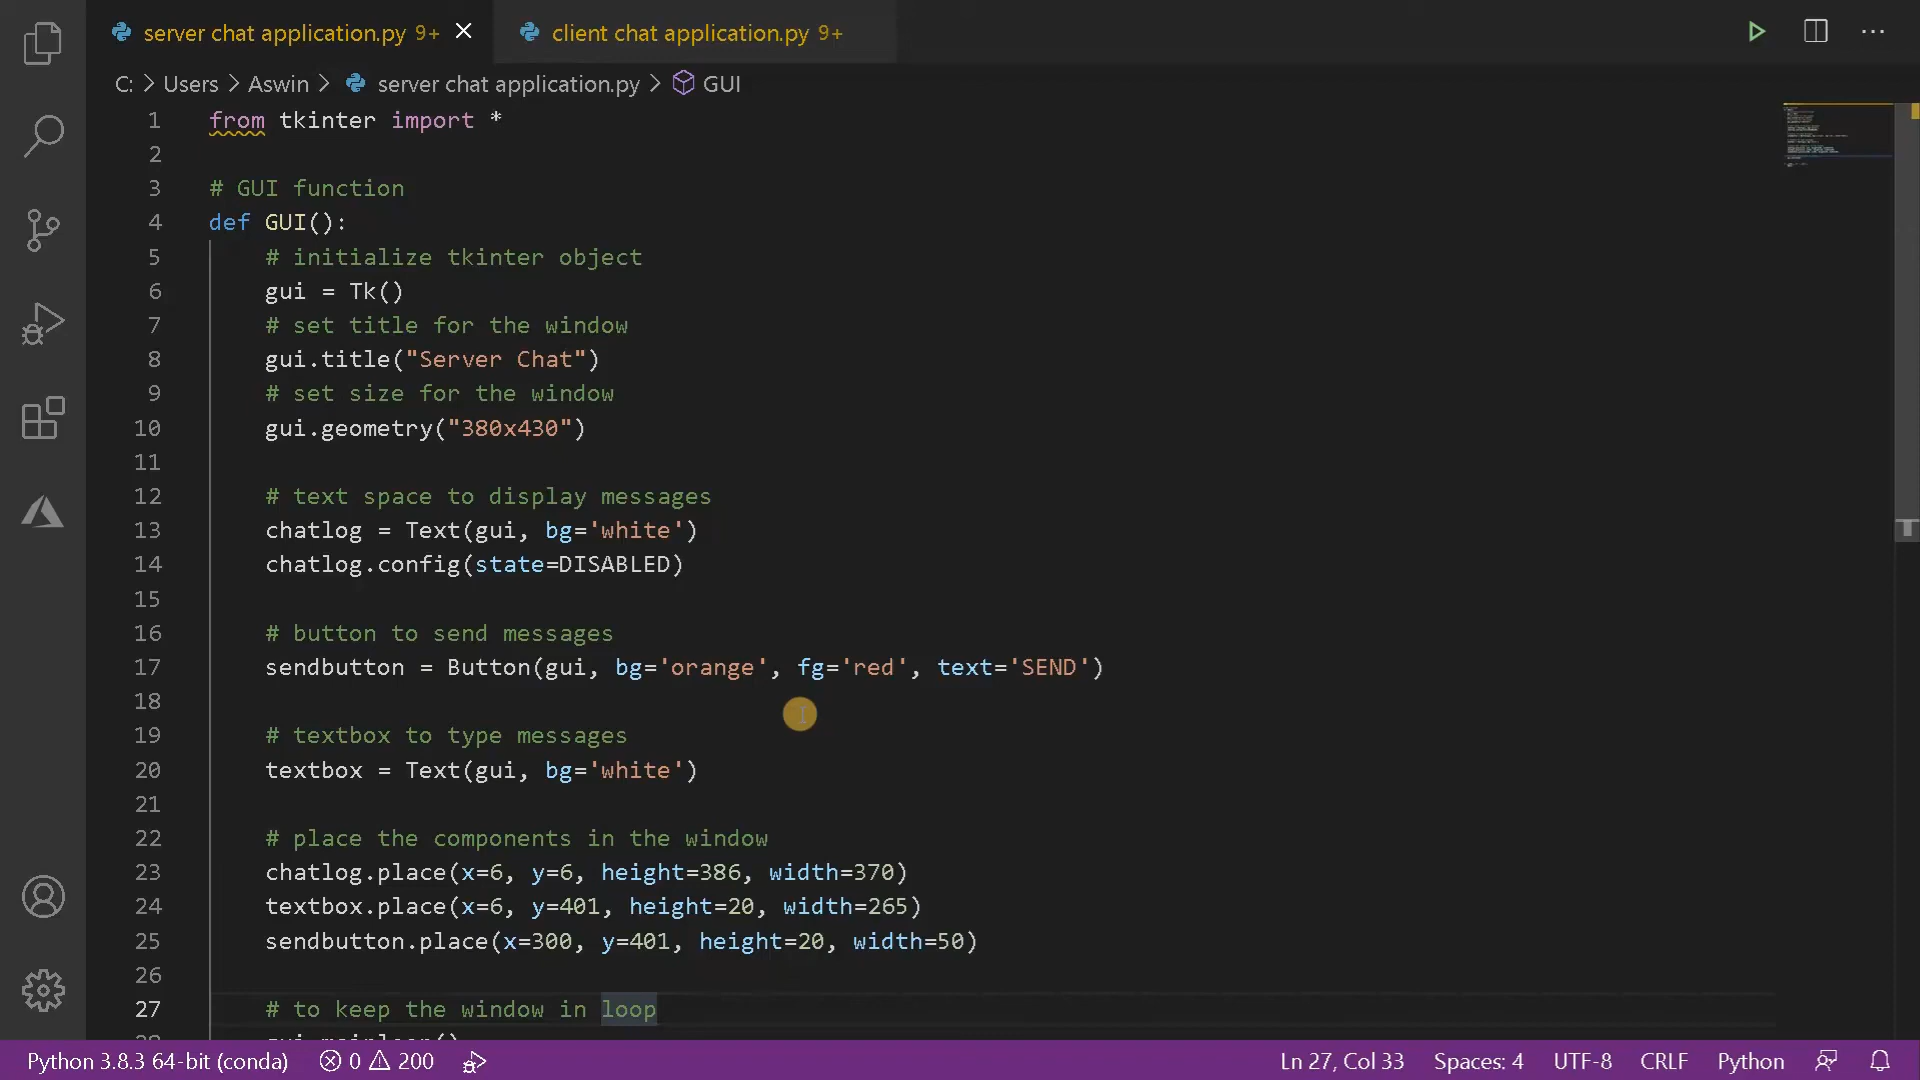 server chat application.py 9+
client chat application.py 9+
C: > Users > Aswin > server chat application.py > GUI
1 from tkinter import *
2
3 # GUI function
4 def GUI():
5 # initialize tkinter object
6 gui = Tk()
7 # set title for the window
8 gui.title("Server Chat")
9 # set size for the window
10 gui.geometry("380x430")
11
12 # text space to display messages
13 chatlog = Text(gui, bg='white')
14 chatlog.config(state=DISABLED)
15
16 # button to send messages
17 sendbutton = Button(gui, bg='orange', fg='red', text='SEND')
18
19 # textbox to type messages
20 textbox = Text(gui, bg='white')
21
22 # place the components in the window
23 chatlog.place(x=6, y=6, height=386, width=370)
24 textbox.place(x=6, y=401, height=20, width=265)
25 sendbutton.place(x=300, y=401, height=20, width=50)
26
27 # to keep the window in loop
Python 3.8.3 64-bit (conda) 0 200 Ln 27, Col 33 Spaces: 4 UTF-8 CRLF Python